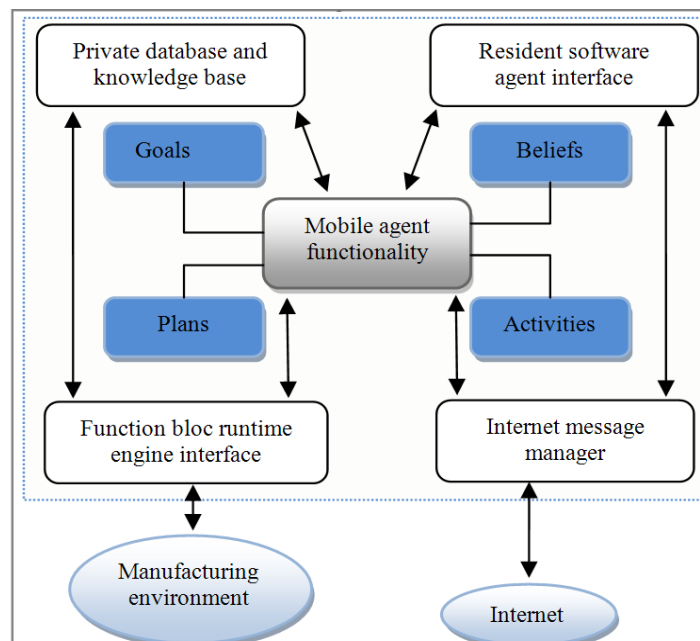 Private database and
knowledge base
Resident software
agent interface
Goals
Beliefs
Mobile agent
functionality
Plans
Activities
Function bloc runtime
engine interface
Internet message
manager
Manufacturing
environment
Internet